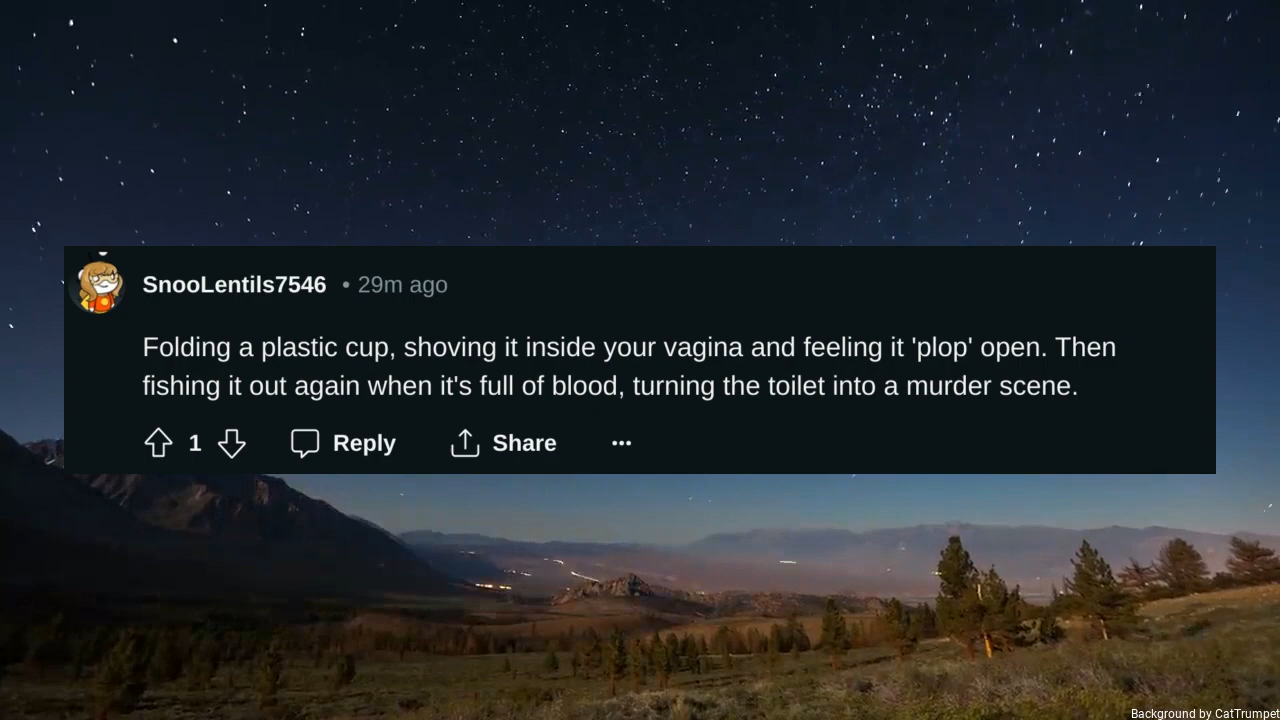 SnooLentils7546 • 29m ago
Folding a plastic cup, shoving it inside your vagina and feeling it 'plop' open. Then
fishing it out again when it's full of blood, turning the toilet into a murder scene.
1 Reply Share ···
Background by CatTrumpet